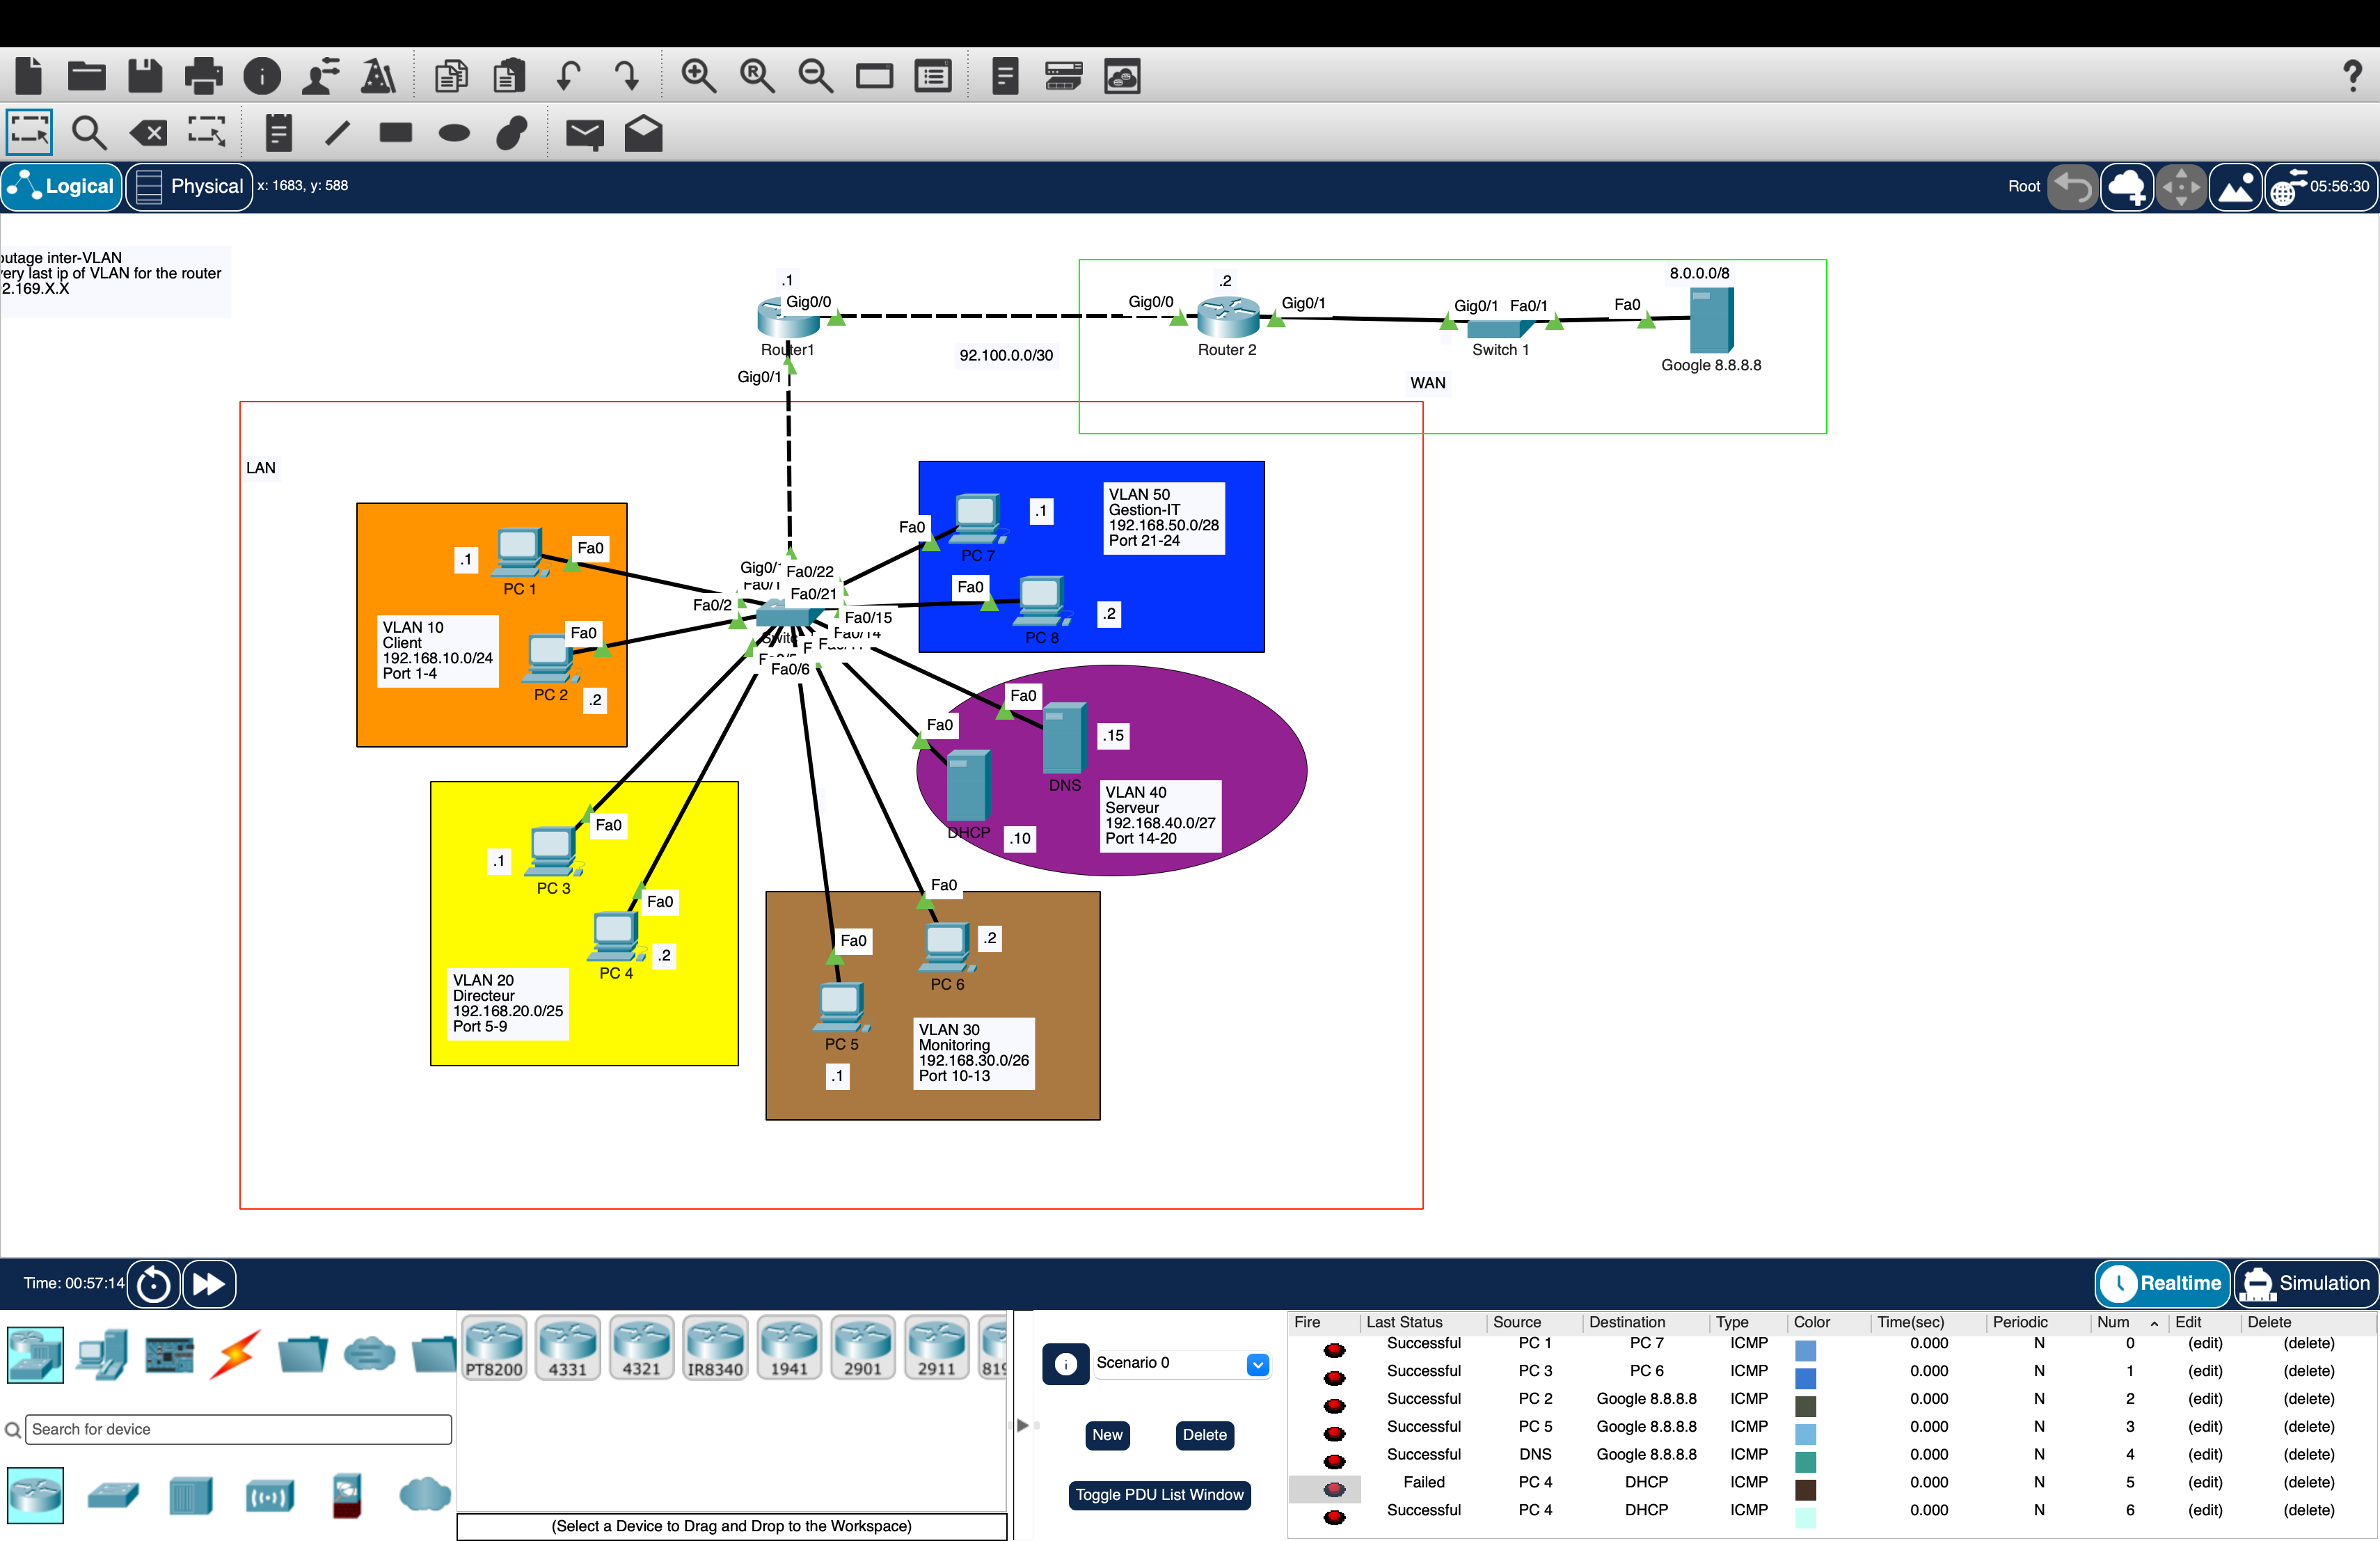 Logical
Physical
x: 1683, y: 588
Root
05:56:30
outage inter-VLAN
ery last ip of VLAN for the router
2.169.X.X
.1
Gig0/0
Router1
Gig0/1
92.100.0.0/30
.2
Gig0/0
Gig0/1
Router 2
Gig0/1
Fa0/1
Switch 1
Fa0
8.0.0.0/8
Google 8.8.8.8
WAN
LAN
.1
Fa0
PC 1
VLAN 10
Client
192.168.10.0/24
Port 1-4
Fa0
PC 2
.2
Gig0/
Fa0/22
Fa0/1
Fa0/21
Fa0/2
Fa0/15
Fa0/14
Switc
Fa0/5
F
Fa0/6
Fa0
.1
PC 7
VLAN 50
Gestion-IT
192.168.50.0/28
Port 21-24
Fa0
.2
PC 8
Fa0
.15
DNS
Fa0
DHCP
.10
VLAN 40
Serveur
192.168.40.0/27
Port 14-20
Fa0
.1
PC 3
Fa0
.2
PC 4
VLAN 20
Directeur
192.168.20.0/25
Port 5-9
Fa0
PC 5
.1
Fa0
.2
PC 6
VLAN 30
Monitoring
192.168.30.0/26
Port 10-13
Time: 00:57:14
Realtime
Simulation
PT8200
4331
4321
IR8340
1941
2901
2911
819
Search for device
(Select a Device to Drag and Drop to the Workspace)
Scenario 0
New
Delete
Toggle PDU List Window
Fire Last Status Source Destination Type Color Time(sec) Periodic Num Edit Delete
Successful PC 1 PC 7 ICMP 0.000 N 0 (edit) (delete)
Successful PC 3 PC 6 ICMP 0.000 N 1 (edit) (delete)
Successful PC 2 Google 8.8.8.8 ICMP 0.000 N 2 (edit) (delete)
Successful PC 5 Google 8.8.8.8 ICMP 0.000 N 3 (edit) (delete)
Successful DNS Google 8.8.8.8 ICMP 0.000 N 4 (edit) (delete)
Failed PC 4 DHCP ICMP 0.000 N 5 (edit) (delete)
Successful PC 4 DHCP ICMP 0.000 N 6 (edit) (delete)